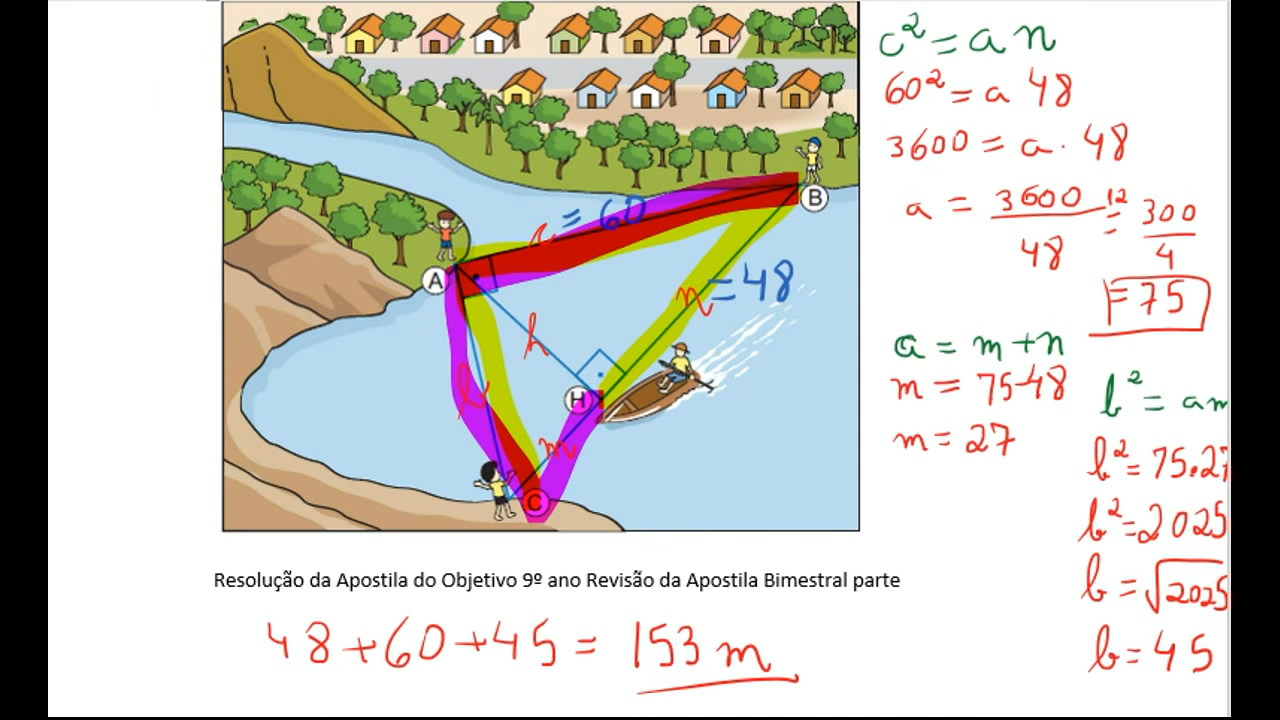 c = 60
B
A
h
n = 48
H
b
m
C
Resolução da Apostila do Objetivo 9º ano Revisão da Apostila Bimestral parte
48+60+45 = 153 m
c² = a n
60² = a 48
3600 = a . 48
a = 3600/48 12 = 300/4
= 75
a = m + n
m = 75-48
m = 27
b² = am
b² = 75.27
b² = 2025
b = √2025
b = 45